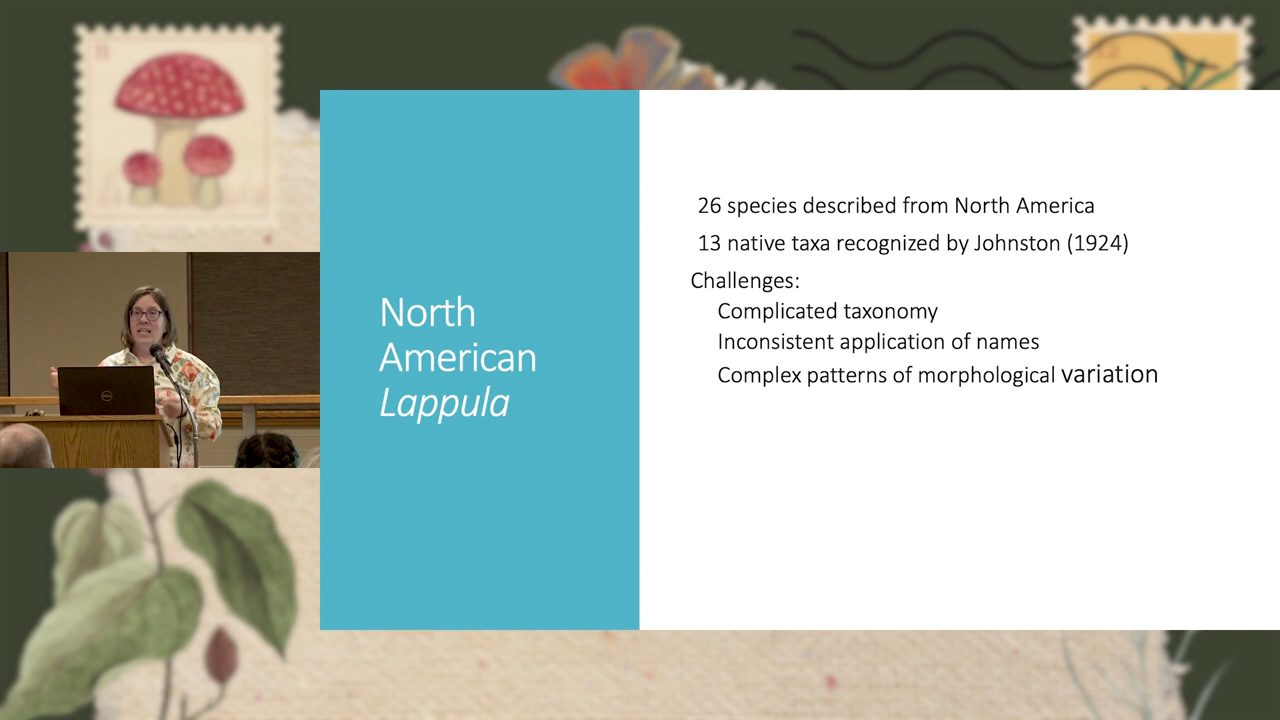 North
American
Lappula
26 species described from North America
13 native taxa recognized by Johnston (1924)
Challenges:
Complicated taxonomy
Inconsistent application of names
Complex patterns of morphological variation